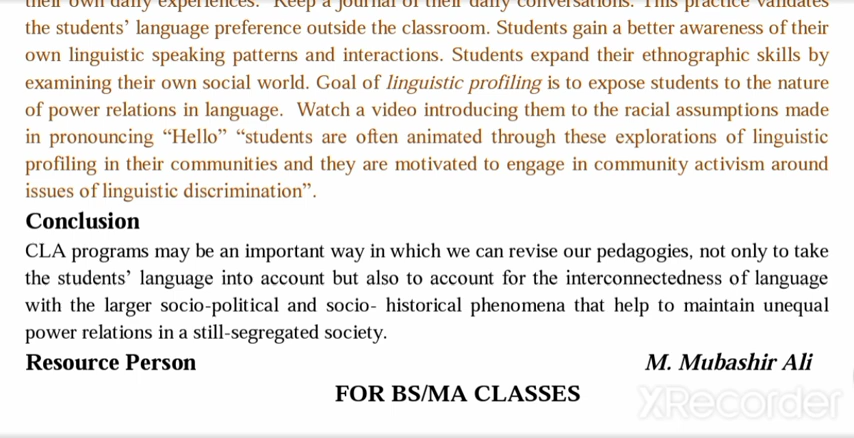 their own daily experiences." Keep a journal of their daily conversations. This practice validates
the students’ language preference outside the classroom. Students gain a better awareness of their
own linguistic speaking patterns and interactions. Students expand their ethnographic skills by
examining their own social world. Goal of linguistic profiling is to expose students to the nature
of power relations in language. Watch a video introducing them to the racial assumptions made
in pronouncing “Hello” “students are often animated through these explorations of linguistic
profiling in their communities and they are motivated to engage in community activism around
issues of linguistic discrimination”.
Conclusion
CLA programs may be an important way in which we can revise our pedagogies, not only to take
the students’ language into account but also to account for the interconnectedness of language
with the larger socio-political and socio- historical phenomena that help to maintain unequal
power relations in a still-segregated society.
Resource Person M. Mubashir Ali
FOR BS/MA CLASSES
XRecorder